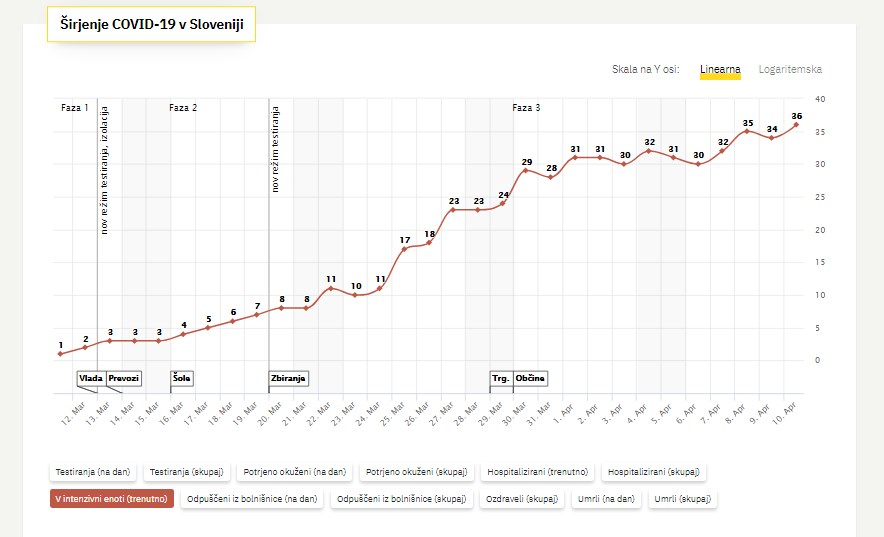 Širjenje COVID-19 v Sloveniji
Skala na Y osi: Linearna Logaritemska
Faza 1 Faza 2 Faza 3
nov režim testiranja, izolacija
nov režim testiranja
40
35
30
25
20
15
10
5
0
1 2 3 3 3 4 5 6 7 8 8 11 10 11 17 18 23 23 24 29 28 31 31 30 32 31 30 32 35 34 36
Vlada Prevozi Šole Zbiranje Trg. Občine
12. Mar 13. Mar 14. Mar 15. Mar 16. Mar 17. Mar 18. Mar 19. Mar 20. Mar 21. Mar 22. Mar 23. Mar 24. Mar 25. Mar 26. Mar 27. Mar 28. Mar 29. Mar 30. Mar 31. Mar 1. Apr 2. Apr 3. Apr 4. Apr 5. Apr 6. Apr 7. Apr 8. Apr 9. Apr 10. Apr
Testiranja (na dan) Testiranja (skupaj) Potrjeno okuženi (na dan) Potrjeno okuženi (skupaj) Hospitalizirani (trenutno) Hospitalizirani (skupaj)
V intenzivni enoti (trenutno) Odpuščeni iz bolnišnice (na dan) Odpuščeni iz bolnišnice (skupaj) Ozdraveli (skupaj) Umrli (na dan) Umrli (skupaj)